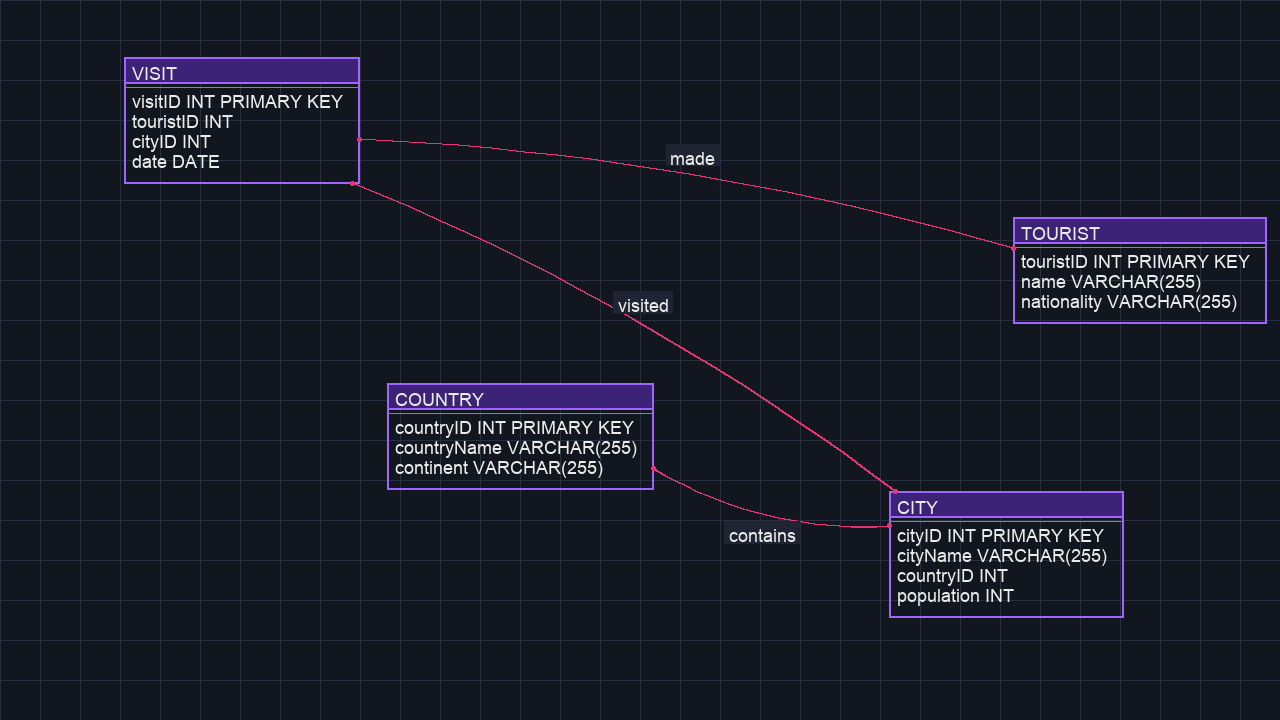 VISIT
visitID INT PRIMARY KEY
touristID INT
cityID INT
date DATE
made
TOURIST
touristID INT PRIMARY KEY
name VARCHAR(255)
nationality VARCHAR(255)
visited
COUNTRY
countryID INT PRIMARY KEY
countryName VARCHAR(255)
continent VARCHAR(255)
contains
CITY
cityID INT PRIMARY KEY
cityName VARCHAR(255)
countryID INT
population INT